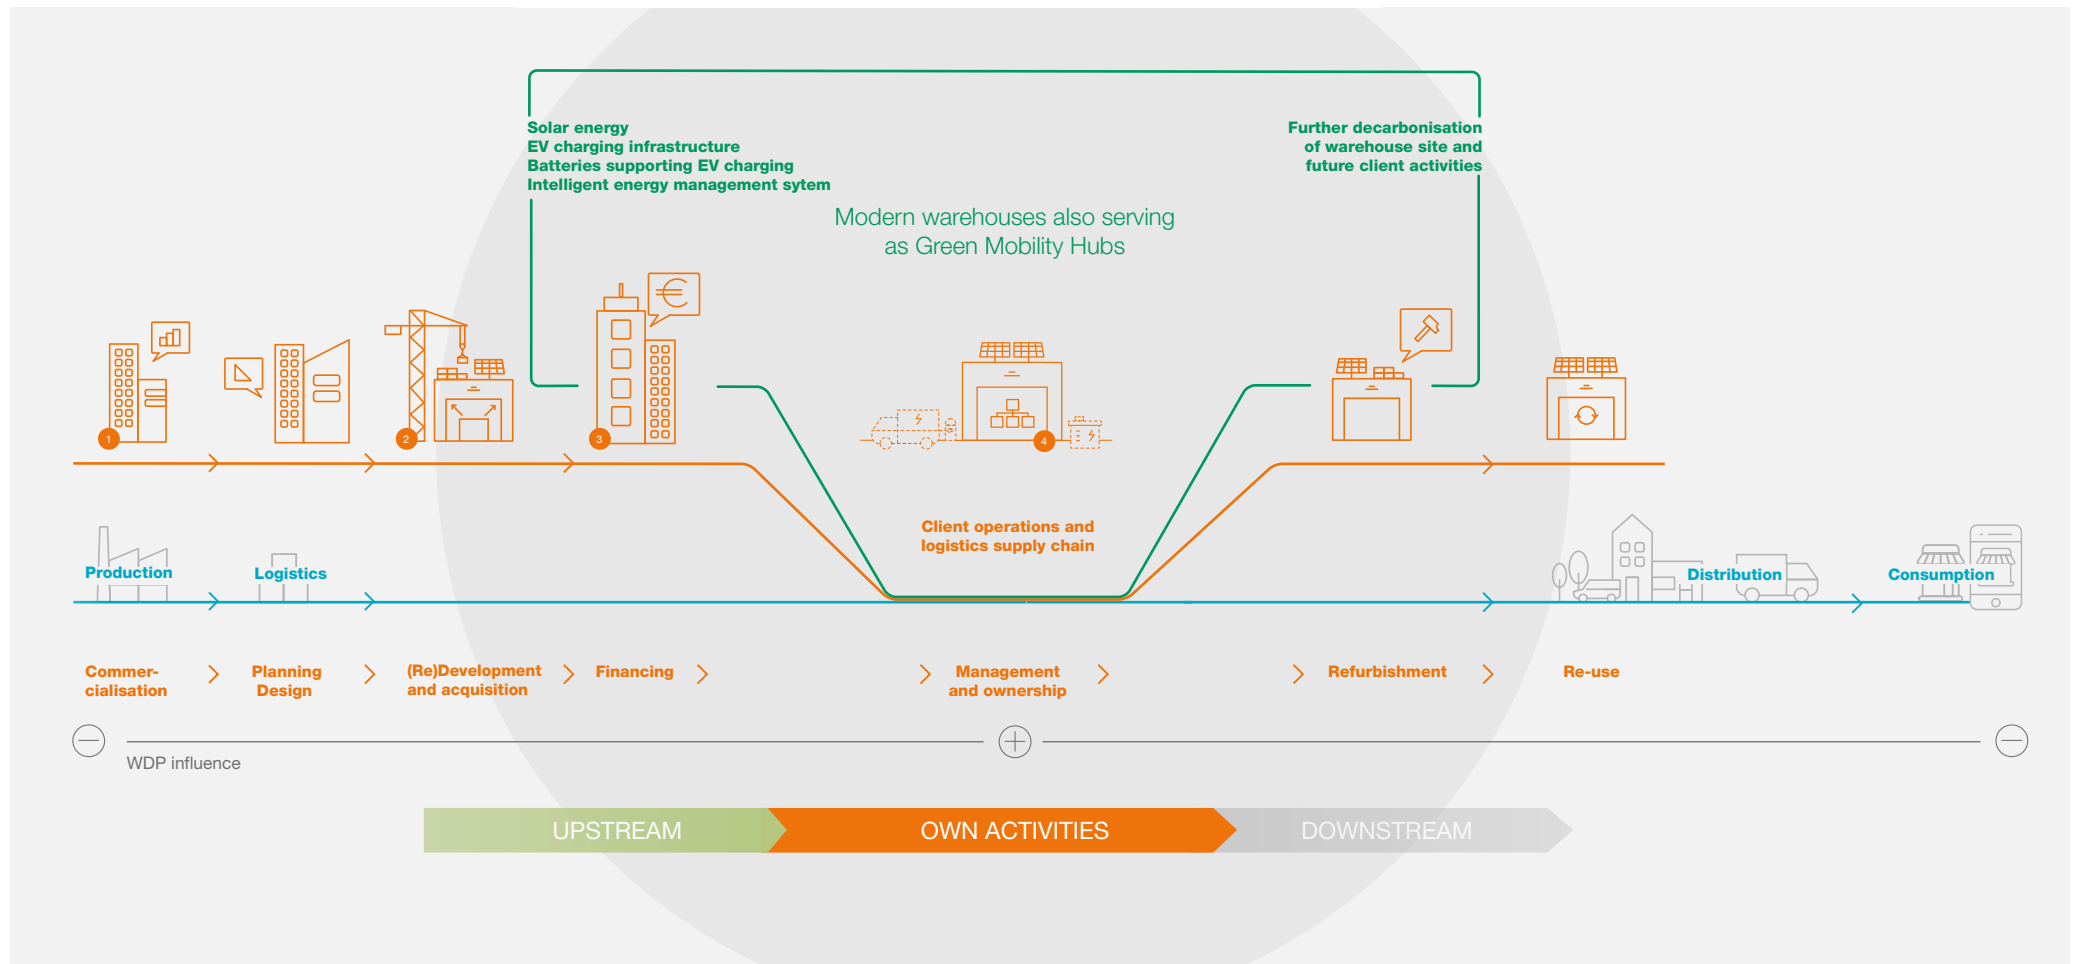 Solar energy
EV charging infrastructure
Batteries supporting EV charging
Intelligent energy management sytem
Further decarbonisation
of warehouse site and
future client activities
Modern warehouses also serving
as Green Mobility Hubs
€
1
2
3
4
Client operations and
logistics supply chain
Production
Logistics
Distribution
Consumption
Commer-
cialisation
Planning
Design
(Re)Development
and acquisition
Financing
Management
and ownership
Refurbishment
Re-use
WDP influence
UPSTREAM
OWN ACTIVITIES
DOWNSTREAM